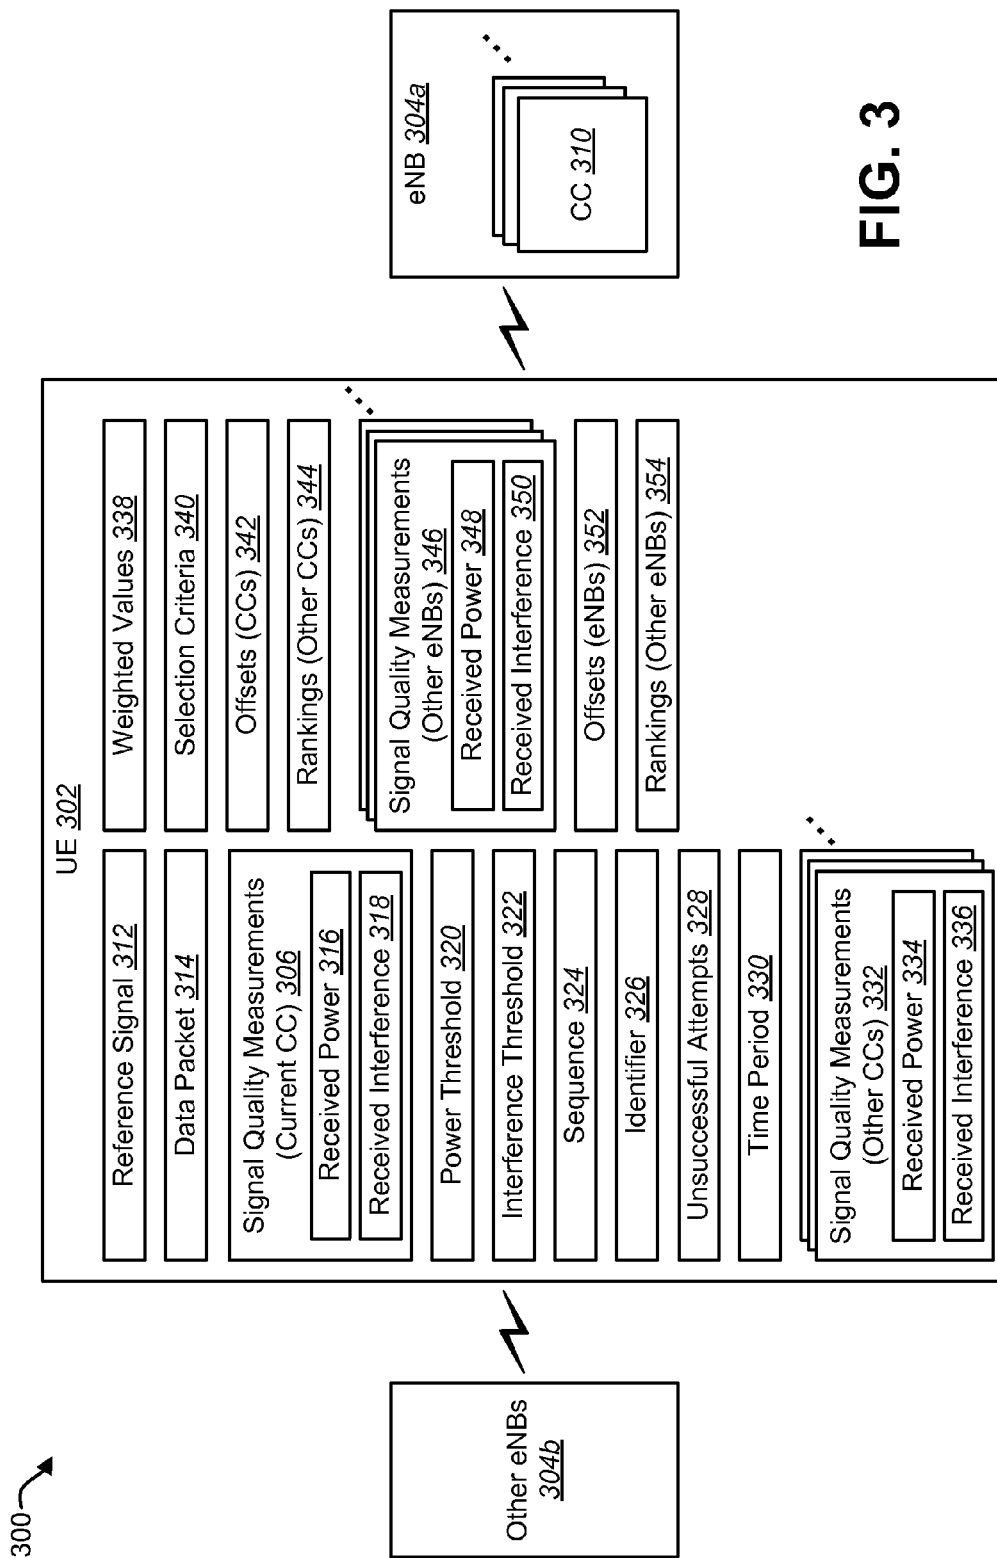 300
UE 302
Reference Signal 312
Data Packet 314
Signal Quality Measurements
(Current CC) 306
Received Power 316
Received Interference 318
Power Threshold 320
Interference Threshold 322
Sequence 324
Identifier 326
Unsuccessful Attempts 328
Time Period 330
Signal Quality Measurements
(Other CCs) 332
Received Power 334
Received Interference 336
Weighted Values 338
Selection Criteria 340
Offsets (CCs) 342
Rankings (Other CCs) 344
Signal Quality Measurements
(Other eNBs) 346
Received Power 348
Received Interference 350
Offsets (eNBs) 352
Rankings (Other eNBs) 354
Other eNBs
304b
eNB 304a
CC 310
FIG. 3